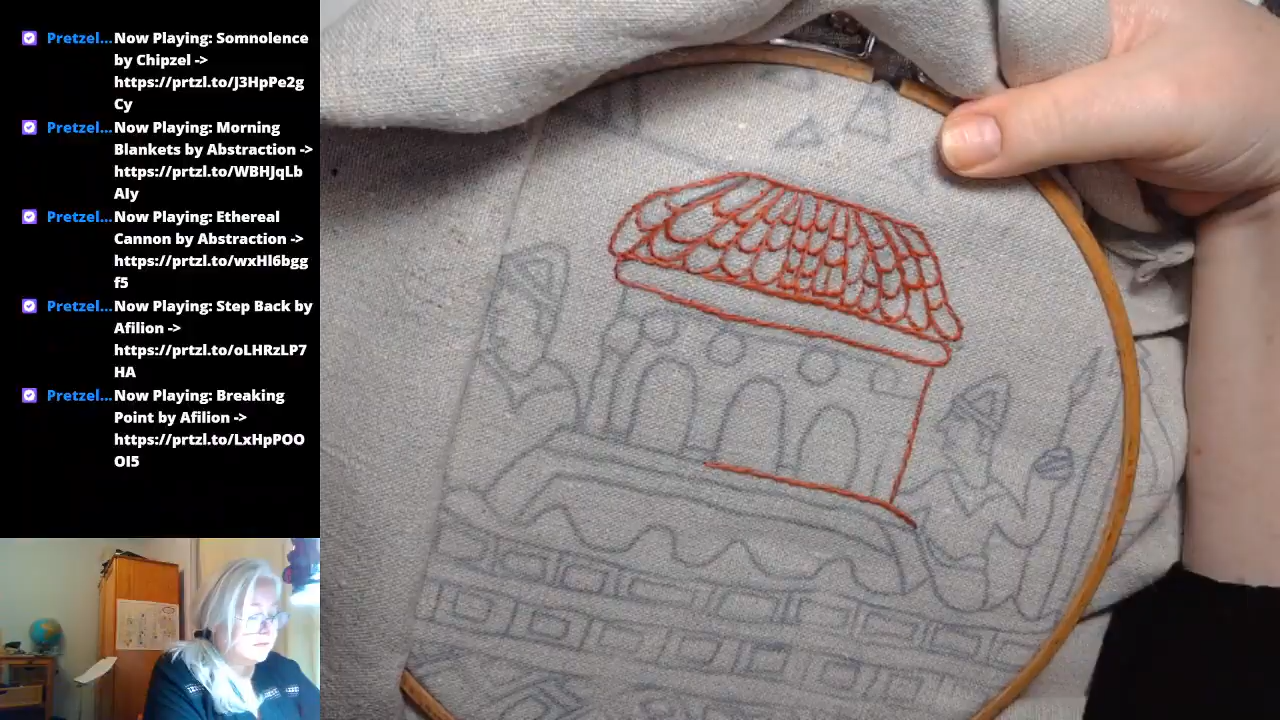 Pretzel... Now Playing: Somnolence
by Chipzel ->
https://prtzl.to/J3HpPe2g
Cy
Pretzel... Now Playing: Morning
Blankets by Abstraction ->
https://prtzl.to/WBHJqLb
Aly
Pretzel... Now Playing: Ethereal
Cannon by Abstraction ->
https://prtzl.to/wxHl6bgg
f5
Pretzel... Now Playing: Step Back by
Afilion ->
https://prtzl.to/oLHRzLP7
HA
Pretzel... Now Playing: Breaking
Point by Afilion ->
https://prtzl.to/LxHpPOO
OI5